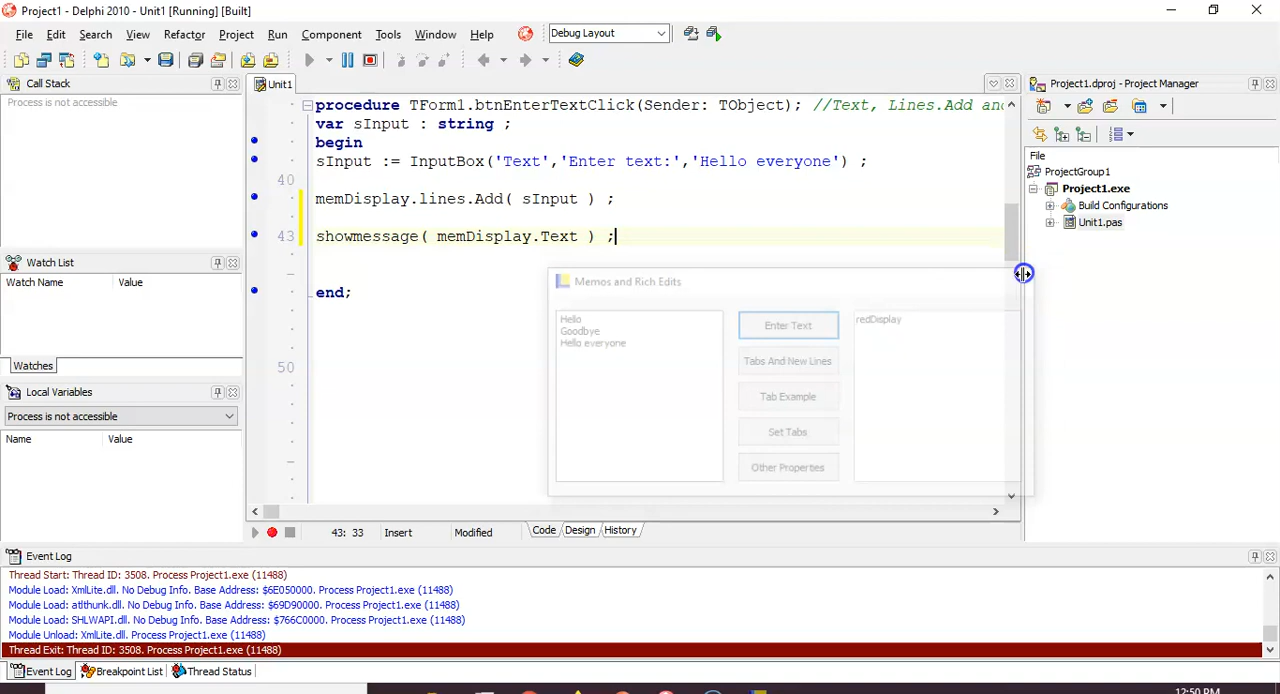 Project1 - Delphi 2010 - Unit1 [Running] [Built]
File Edit Search View Refactor Project Run Component Tools Window Help Debug Layout
Call Stack
Process is not accessible
Unit1
Project1.dproj - Project Manager
procedure TForm1.btnEnterTextClick(Sender: TObject); //Text, Lines.Add and
var sInput : string ;
begin
sInput := InputBox('Text','Enter text:','Hello everyone') ;
40
memDisplay.lines.Add( sInput ) ;
43 showmessage( memDisplay.Text ) ;
end;
50
File
ProjectGroup1
Project1.exe
Build Configurations
Unit1.pas
Watch List
Watch Name Value
Watches
Local Variables
Process is not accessible
Name Value
Memos and Rich Edits
Hello
Goodbye
Hello everyone
Enter Text
Tabs And New Lines
Tab Example
Set Tabs
Other Properties
redDisplay
43: 33 Insert Modified Code Design History
Event Log
Thread Start: Thread ID: 3508. Process Project1.exe (11488)
Module Load: XmlLite.dll. No Debug Info. Base Address: $6E050000. Process Project1.exe (11488)
Module Load: atlthunk.dll. No Debug Info. Base Address: $69D90000. Process Project1.exe (11488)
Module Load: SHLWAPI.dll. No Debug Info. Base Address: $766C0000. Process Project1.exe (11488)
Module Unload: XmlLite.dll. Process Project1.exe (11488)
Thread Exit: Thread ID: 3508. Process Project1.exe (11488)
Event Log Breakpoint List Thread Status
12:50 PM